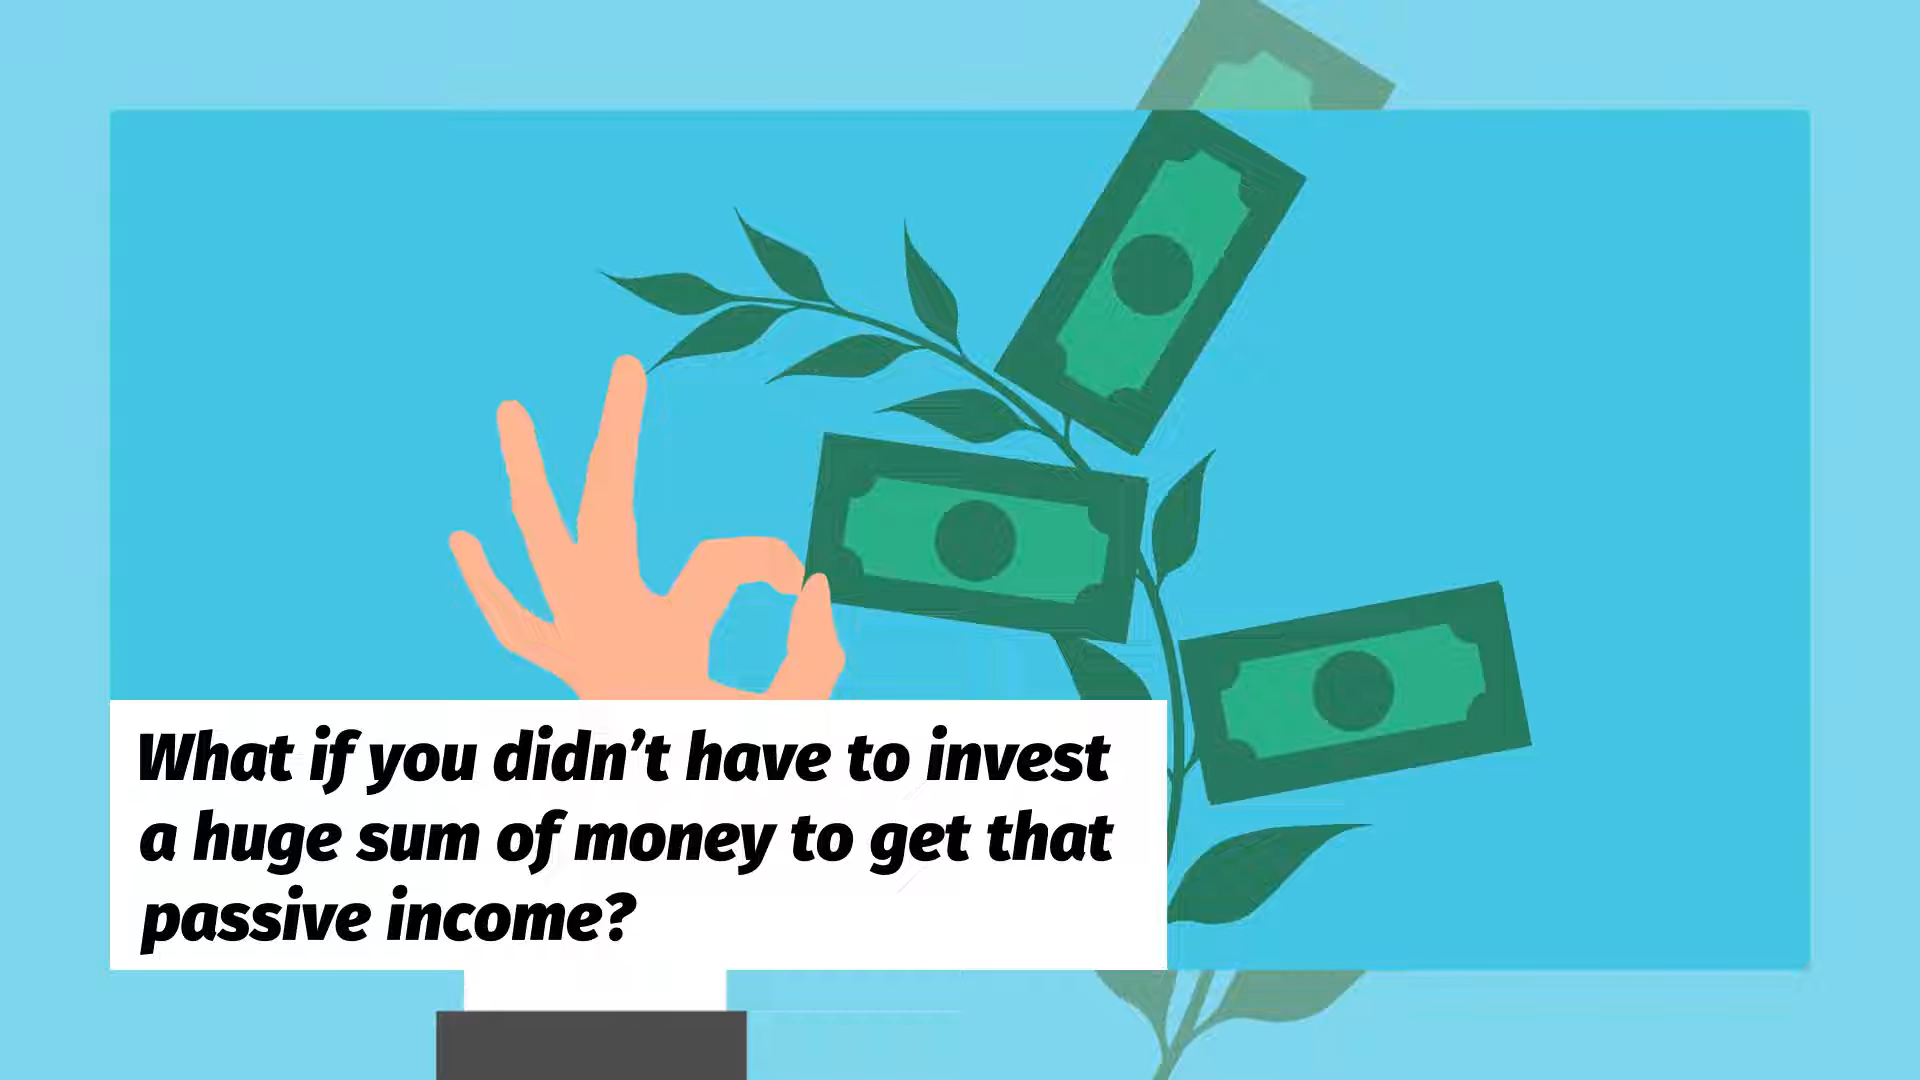 What if you didn’t have to invest
a huge sum of money to get that
passive income?